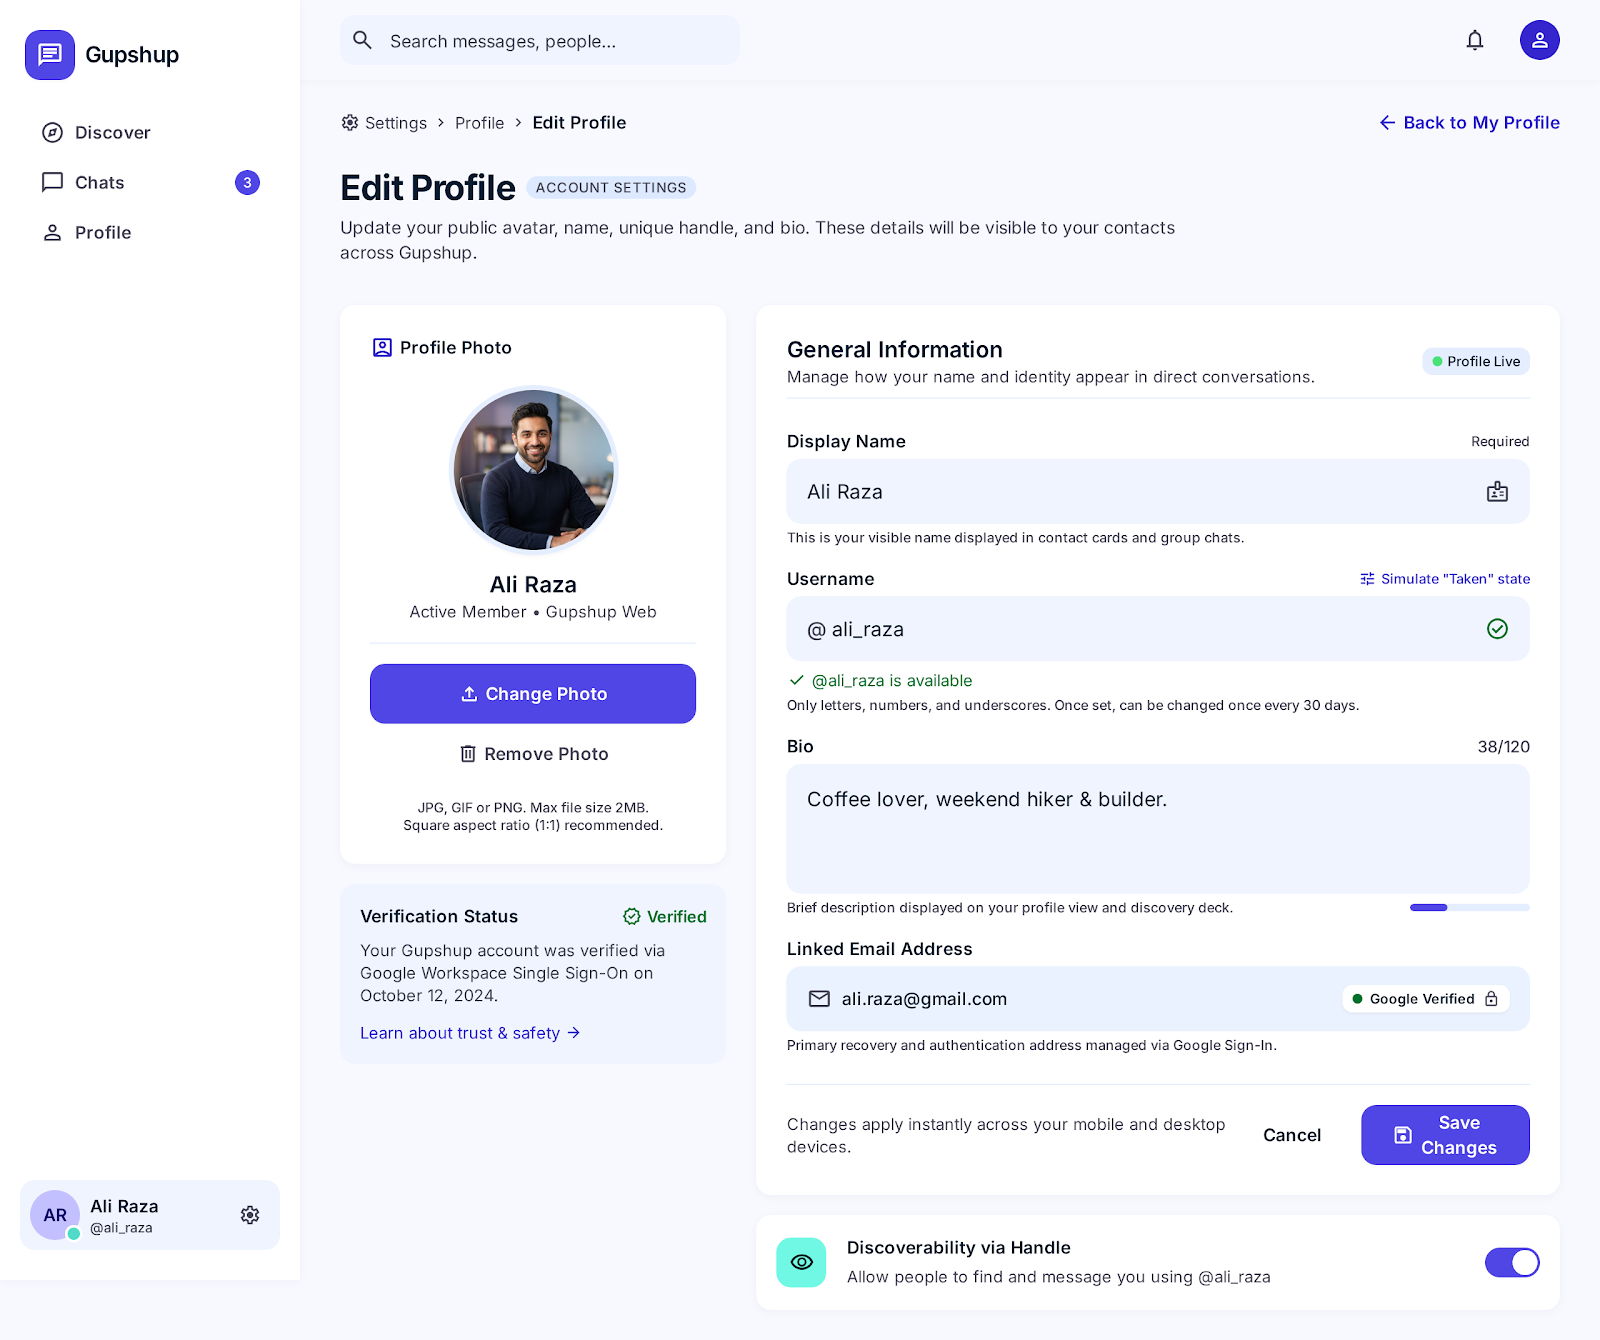 Gupshup
Discover
Chats
3
Profile
Ali Raza
AR
@ali_raza
Search messages, people...
Settings > Profile > Edit Profile
Back to My Profile
Edit Profile
ACCOUNT SETTINGS
Update your public avatar, name, unique handle, and bio. These details will be visible to your contacts
across Gupshup.
Profile Photo
Ali Raza
Active Member • Gupshup Web
Change Photo
Remove Photo
JPG, GIF or PNG. Max file size 2MB.
Square aspect ratio (1:1) recommended.
Verification Status
Verified
Your Gupshup account was verified via
Google Workspace Single Sign-On on
October 12, 2024.
Learn about trust & safety →
General Information
Manage how your name and identity appear in direct conversations.
Profile Live
Display Name
Required
Ali Raza
This is your visible name displayed in contact cards and group chats.
Username
Simulate "Taken" state
@ ali_raza
@ali_raza is available
Only letters, numbers, and underscores. Once set, can be changed once every 30 days.
Bio
38/120
Coffee lover, weekend hiker & builder.
Brief description displayed on your profile view and discovery deck.
Linked Email Address
ali.raza@gmail.com
Google Verified
Primary recovery and authentication address managed via Google Sign-In.
Changes apply instantly across your mobile and desktop
devices.
Cancel
Save
Changes
Discoverability via Handle
Allow people to find and message you using @ali_raza